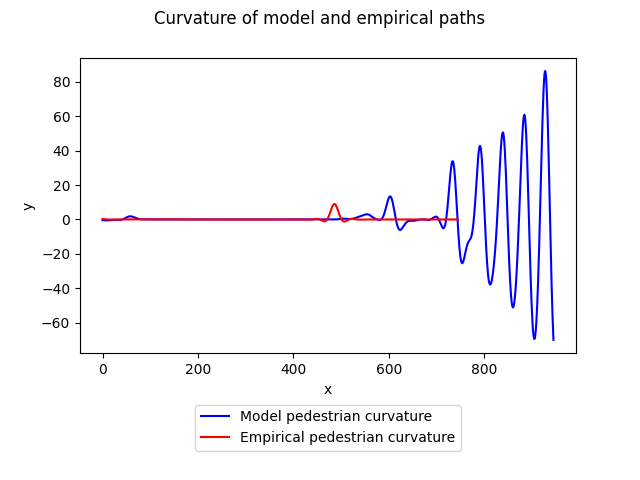 Curvature of model and empirical paths
80
60
40
20
0
−20
−40
−60
y
0 200 400 600 800
x
Model pedestrian curvature
Empirical pedestrian curvature